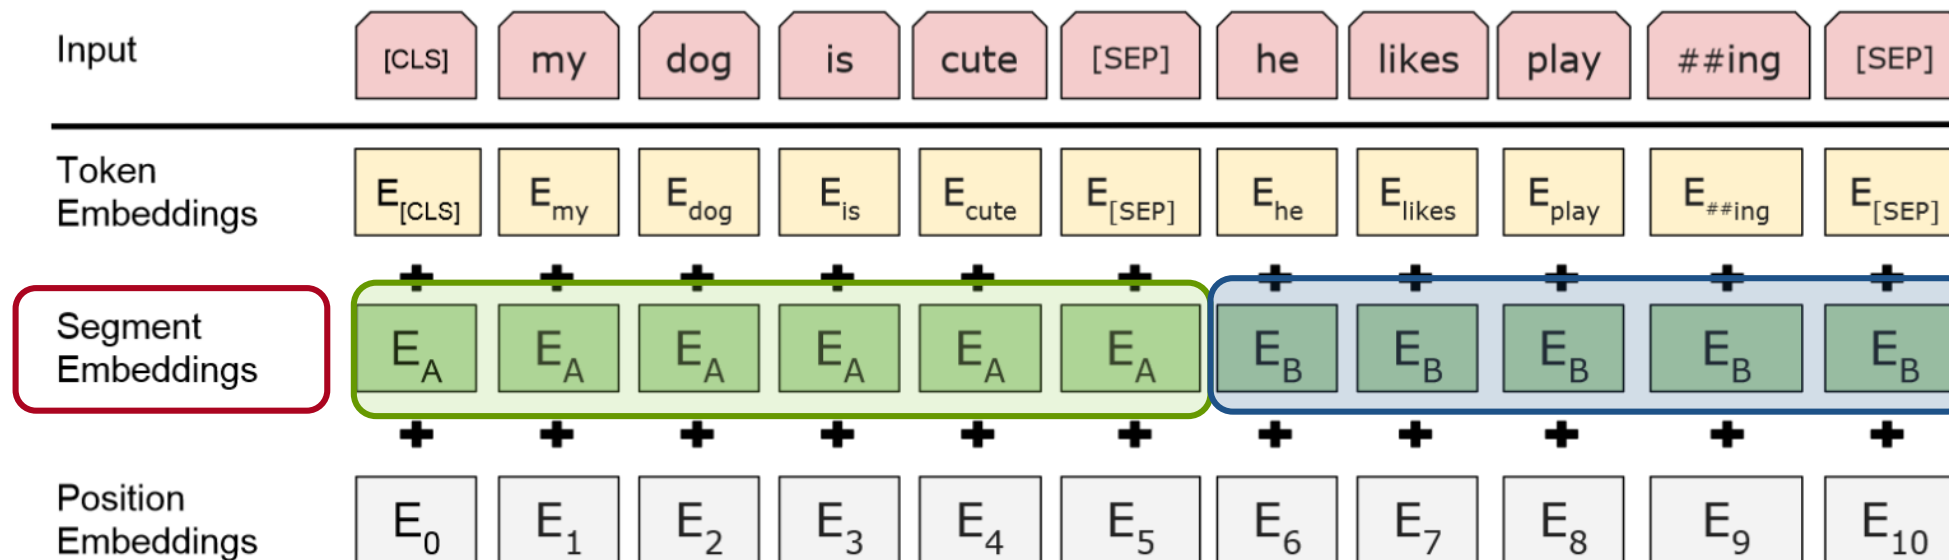 Input [CLS] my dog is cute [SEP] he likes play ##ing [SEP]
Token
Embeddings
E[CLS] Emy Edog Eis Ecute E[SEP] Ehe Elikes Eplay E##ing E[SEP]
+ + + + + + + + + + +
Segment
Embeddings
EA EA EA EA EA EA EB EB EB EB EB
+ + + + + + + + + + +
Position
Embeddings
E0 E1 E2 E3 E4 E5 E6 E7 E8 E9 E10